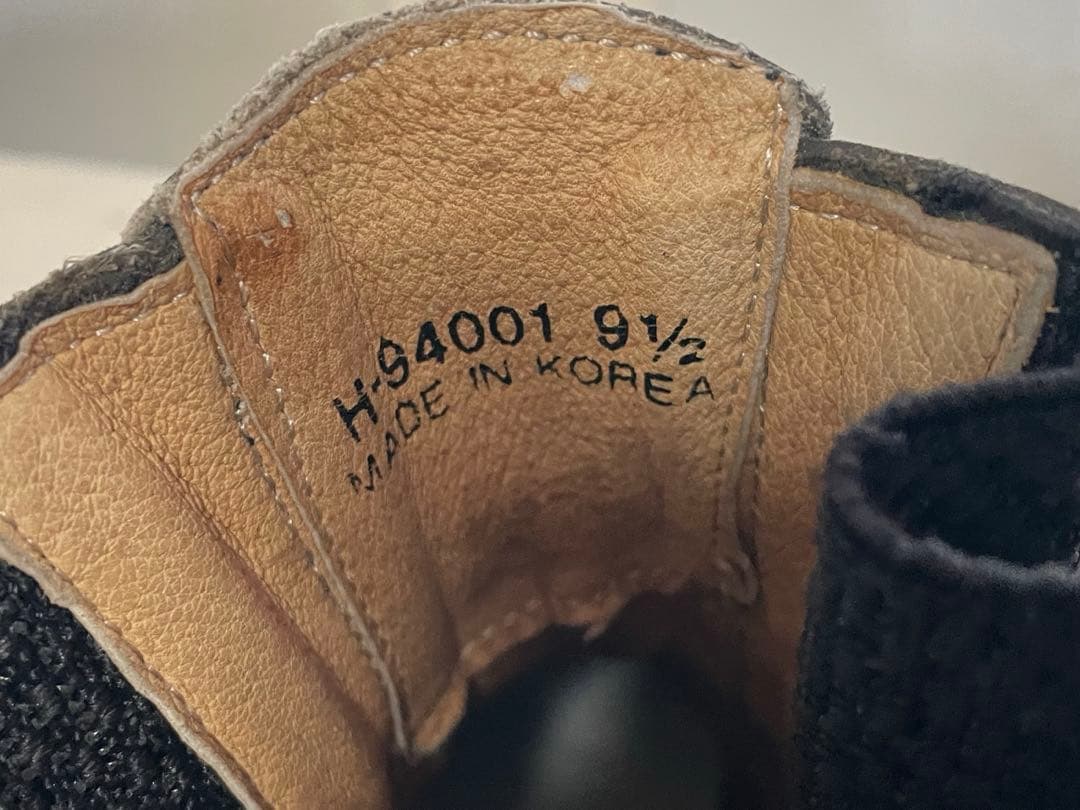 H-94001 9½
MADE IN KOREA